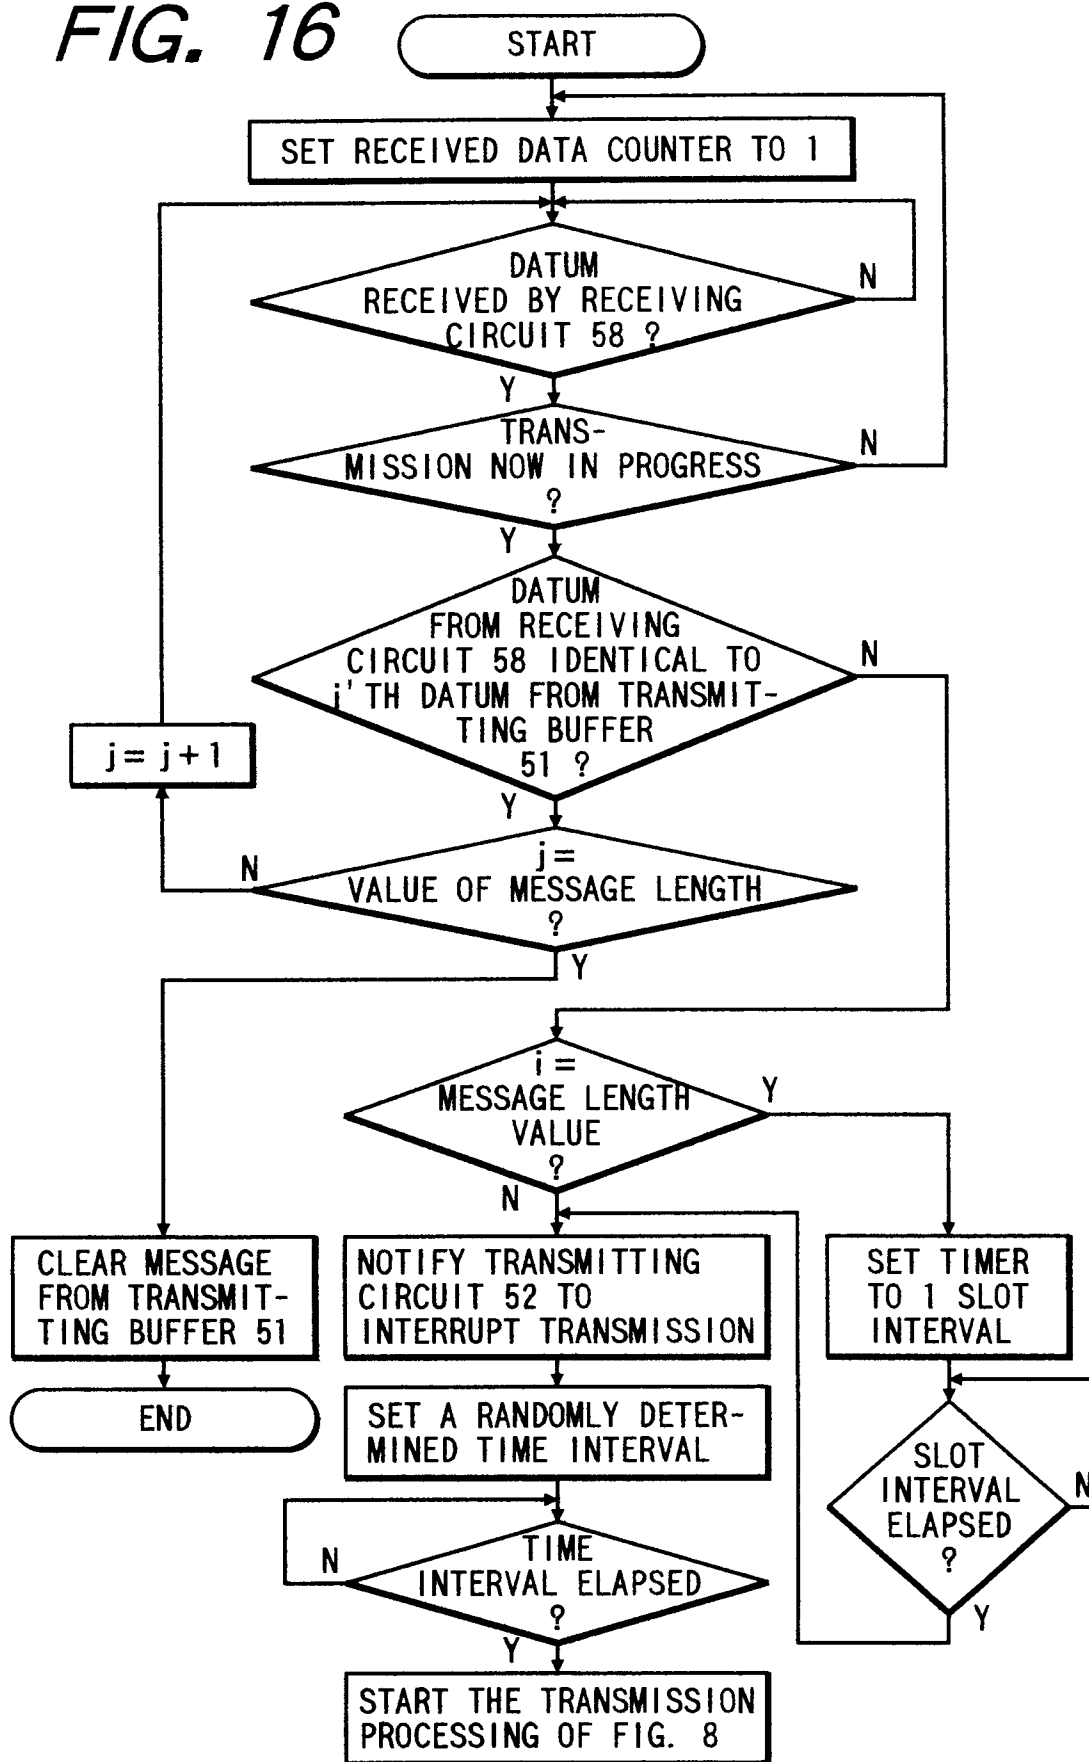 FIG. 16
START
SET RECEIVED DATA COUNTER TO 1
DATUM
RECEIVED BY RECEIVING
CIRCUIT 58 ?
N
Y
TRANS-
MISSION NOW IN PROGRESS
?
N
Y
DATUM
FROM RECEIVING
CIRCUIT 58 IDENTICAL TO
j'TH DATUM FROM TRANSMIT-
TING BUFFER
51 ?
N
j = j + 1
Y
j =
VALUE OF MESSAGE LENGTH
?
N
Y
i =
MESSAGE LENGTH
VALUE
?
Y
N
CLEAR MESSAGE
FROM TRANSMIT-
TING BUFFER 51
NOTIFY TRANSMITTING
CIRCUIT 52 TO
INTERRUPT TRANSMISSION
SET TIMER
TO 1 SLOT
INTERVAL
END
SET A RANDOMLY DETER-
MINED TIME INTERVAL
SLOT
INTERVAL
ELAPSED
?
N
Y
TIME
INTERVAL ELAPSED
?
N
Y
START THE TRANSMISSION
PROCESSING OF FIG. 8